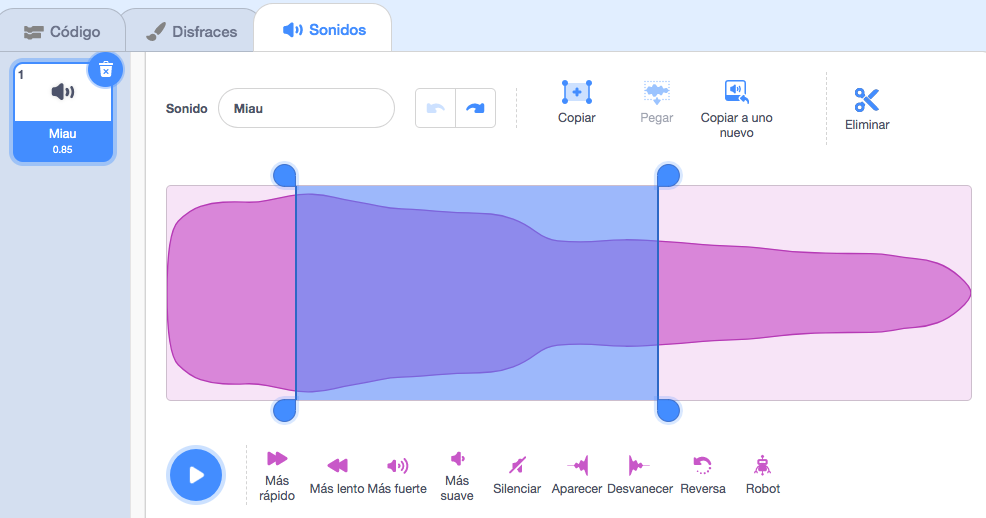 Código
Disfraces
Sonidos
1
Miau
0.85
Sonido
Miau
Copiar
Pegar
Copiar a uno
nuevo
Eliminar
Más
rápido
Más lento
Más fuerte
Más
suave
Silenciar
Aparecer
Desvanecer
Reversa
Robot